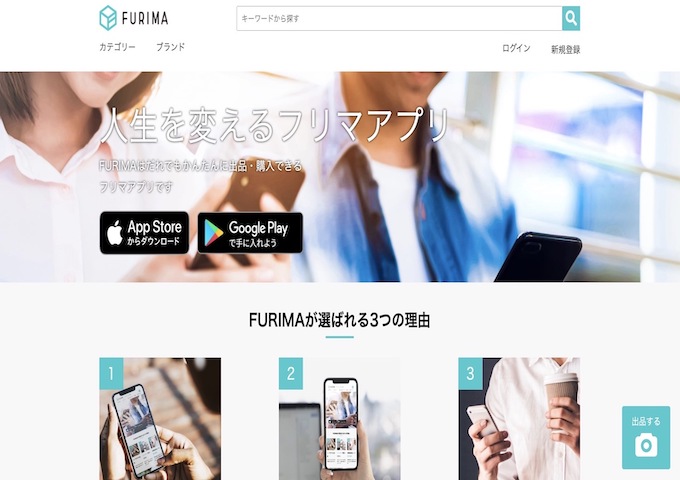 FURIMA
キーワードから探す
カテゴリー
ブランド
ログイン
新規登録
人生を変えるフリマアプリ
FURIMAはだれでもかんたんに出品・購入できる
フリマアプリです
App Store
からダウンロード
Google Play
で手に入れよう
FURIMAが選ばれる3つの理由
1
2
3
出品する